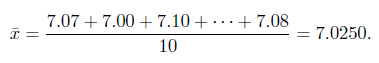 x̄ = (7.07 + 7.00 + 7.10 + ··· + 7.08) / 10 = 7.0250.